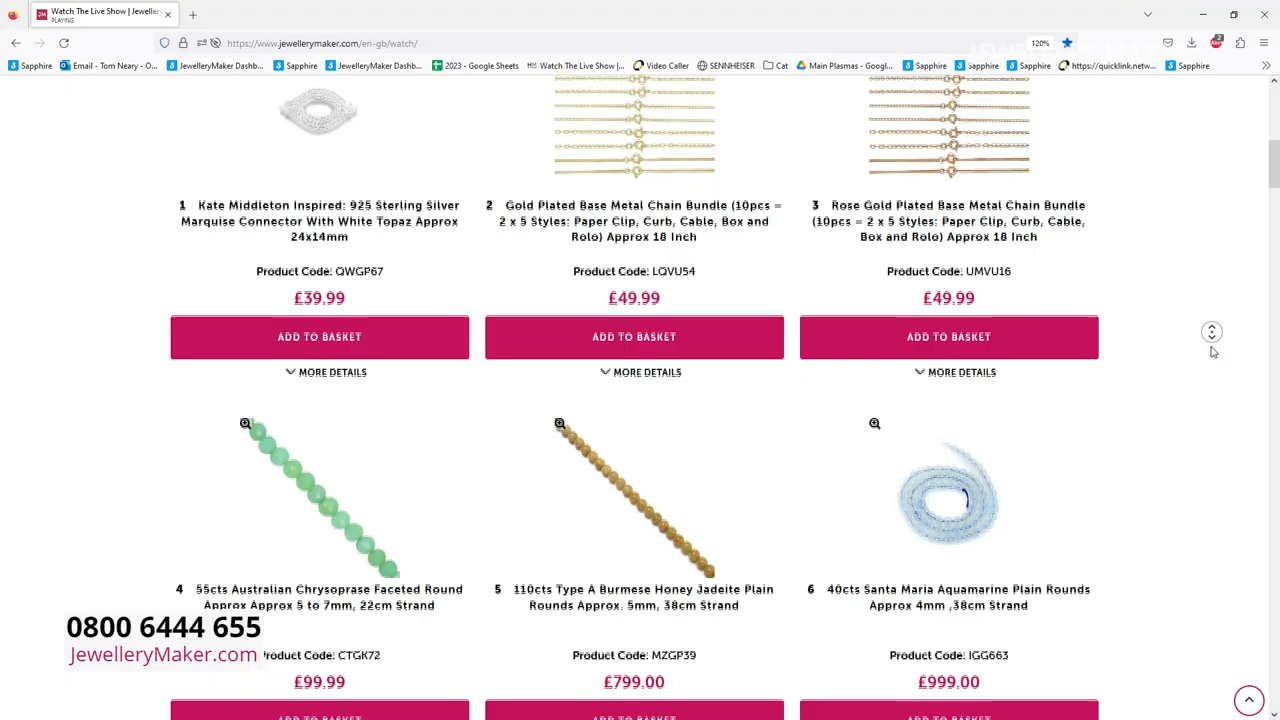 Watch The Live Show | Jeweller
PLAYING
https://www.jewellerymaker.com/en-gb/watch/
120%
2
Sapphire
Email - Tom Neary - O...
JewelleryMaker Dashb...
Sapphire
JewelleryMaker Dashb...
2023 - Google Sheets
Watch The Live Show |...
Video Caller
SENNHEISER
Cat
Main Plasmas - Googl...
Sapphire
Sapphire
Sapphire
https://quicklink.netw...
Sapphire
1 Kate Middleton Inspired: 925 Sterling Silver
Marquise Connector With White Topaz Approx
24x14mm
Product Code: QWGP67
£39.99
ADD TO BASKET
MORE DETAILS
2 Gold Plated Base Metal Chain Bundle (10pcs =
2 x 5 Styles: Paper Clip, Curb, Cable, Box and
Rolo) Approx 18 Inch
Product Code: LQVU54
£49.99
ADD TO BASKET
MORE DETAILS
3 Rose Gold Plated Base Metal Chain Bundle
(10pcs = 2 x 5 Styles: Paper Clip, Curb, Cable,
Box and Rolo) Approx 18 Inch
Product Code: UMVU16
£49.99
ADD TO BASKET
MORE DETAILS
4 55cts Australian Chrysoprase Faceted Round
Approx Approx 5 to 7mm, 22cm Strand
Product Code: CTGK72
£99.99
ADD TO BASKET
5 110cts Type A Burmese Honey Jadeite Plain
Rounds Approx. 5mm, 38cm Strand
Product Code: MZGP39
£799.00
ADD TO BASKET
6 40cts Santa Maria Aquamarine Plain Rounds
Approx 4mm ,38cm Strand
Product Code: IGG663
£999.00
ADD TO BASKET
0800 6444 655
JewelleryMaker.com